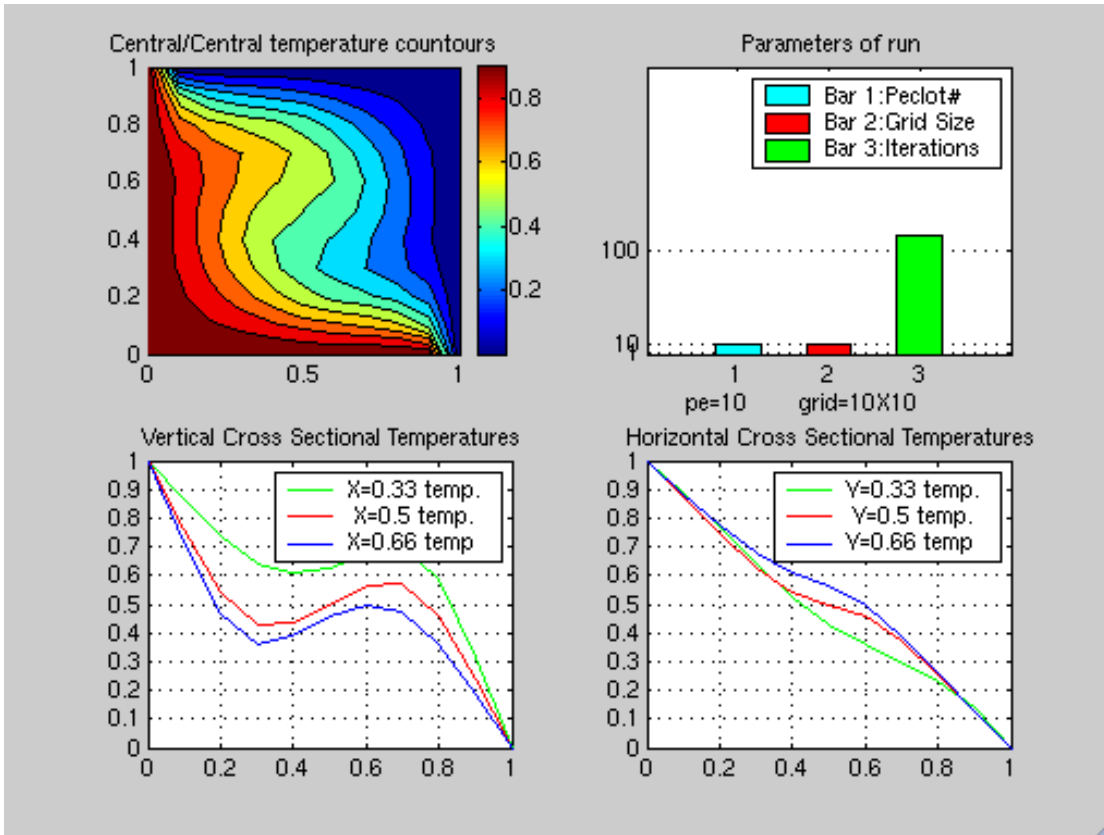 Central/Central temperature countours
1
0.8
0.6
0.4
0.2
0
0 0.5 1
0.8
0.6
0.4
0.2
Parameters of run
Bar 1:Peclot#
Bar 2:Grid Size
Bar 3:Iterations
100
10
1
1 2 3
pe=10 grid=10X10
Vertical Cross Sectional Temperatures
1
0.9
0.8
0.7
0.6
0.5
0.4
0.3
0.2
0.1
0
0 0.2 0.4 0.6 0.8 1
X=0.33 temp.
X=0.5 temp.
X=0.66 temp
Horizontal Cross Sectional Temperatures
1
0.9
0.8
0.7
0.6
0.5
0.4
0.3
0.2
0.1
0
0 0.2 0.4 0.6 0.8 1
Y=0.33 temp.
Y=0.5 temp.
Y=0.66 temp